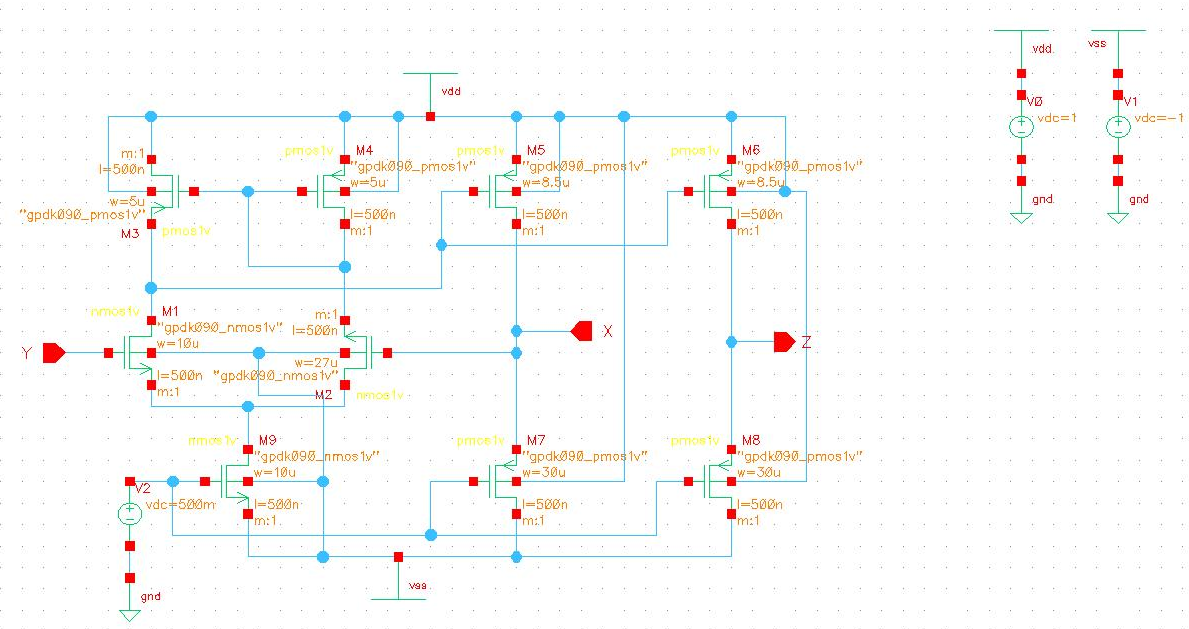 vdd
vss
vdd
V0
vdc=1
V1
vdc=-1
gnd
gnd
m:1
l=500n
w=5u
"gpdk090_pmos1v"
M3
pmos1v
pmos1v
M4
"gpdk090_pmos1v"
w=5u
l=500n
m:1
pmos1v
M5
"gpdk090_pmos1v"
w=8.5u
l=500n
m:1
pmos1v
M6
"gpdk090_pmos1v"
w=8.5u
l=500n
m:1
nmos1v
M1
"gpdk090_nmos1v"
w=10u
l=500n
m:1
Y
m:1
l=500n
w=27u
"gpdk090_nmos1v"
M2
nmos1v
X
Z
nmos1v
M9
"gpdk090_nmos1v"
w=10u
l=500n
m:1
pmos1v
M7
"gpdk090_pmos1v"
w=30u
l=500n
m:1
pmos1v
M8
"gpdk090_pmos1v"
w=30u
l=500n
m:1
V2
vdc=500m
gnd
vss